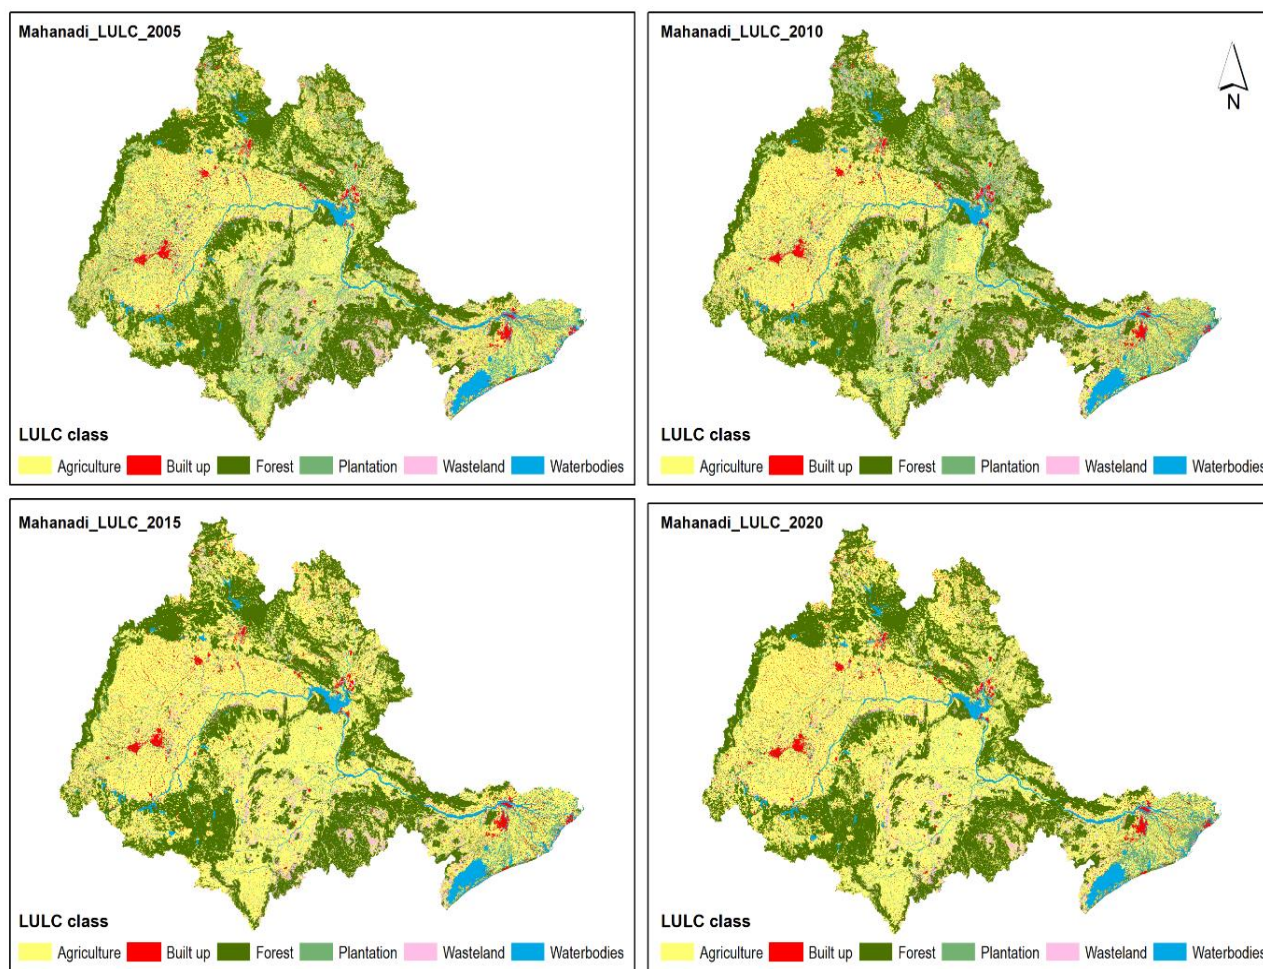 Mahanadi_LULC_2005
LULC class
Agriculture Built up Forest Plantation Wasteland Waterbodies
Mahanadi_LULC_2010
N
LULC class
Agriculture Built up Forest Plantation Wasteland Waterbodies
Mahanadi_LULC_2015
LULC class
Agriculture Built up Forest Plantation Wasteland Waterbodies
Mahanadi_LULC_2020
LULC class
Agriculture Built up Forest Plantation Wasteland Waterbodies